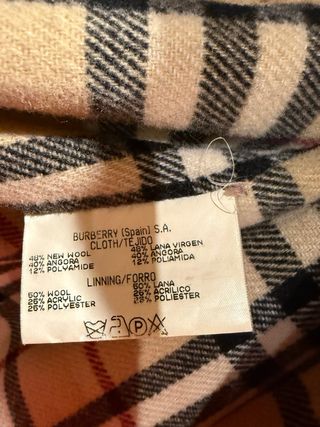 BURBERRY (Spain) S.A.
CLOTH/TEJIDO
48% NEW WOOL 48% LANA VIRGEN
40% ANGORA 40% ANGORA
12% POLYAMIDE 12% POLIAMIDA
LINNING/FORRO
50% WOOL 50% LANA
25% ACRYLIC 25% ACRILICO
25% POLYESTER 25% POLIESTER
P